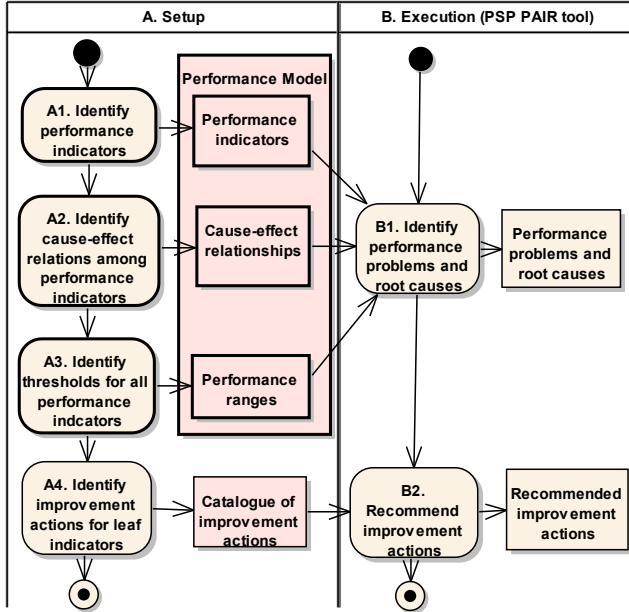 A. Setup
B. Execution (PSP PAIR tool)
Performance Model
A1. Identify
performance
indicators
Performance
indicators
A2. Identify
cause-effect
relations among
performance
indicators
Cause-effect
relationships
B1. Identify
performance
problems and
root causes
Performance
problems and
root causes
A3. Identify
thresholds for all
performance
indcators
Performance
ranges
A4. Identify
improvement
actions for leaf
indicators
Catalogue of
improvement
actions
B2.
Recommend
improvement
actions
Recommended
improvement
actions